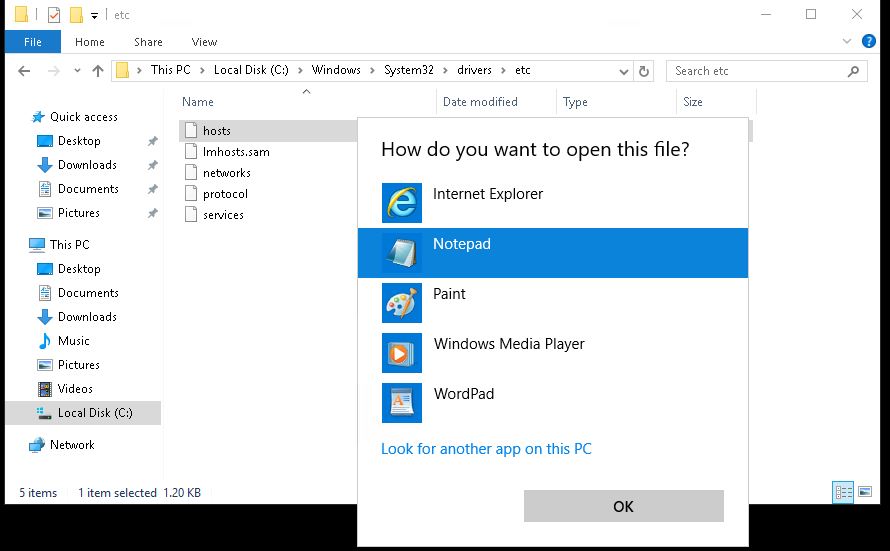 etc
File Home Share View
This PC Local Disk (C:) Windows System32 drivers etc Search etc
Name Date modified Type Size
Quick access
Desktop
Downloads
Documents
Pictures
This PC
Desktop
Documents
Downloads
Music
Pictures
Videos
Local Disk (C:)
Network
hosts
lmhosts.sam
networks
protocol
services
How do you want to open this file?
Internet Explorer
Notepad
Paint
Windows Media Player
WordPad
Look for another app on this PC
OK
5 items 1 item selected 1.20 KB